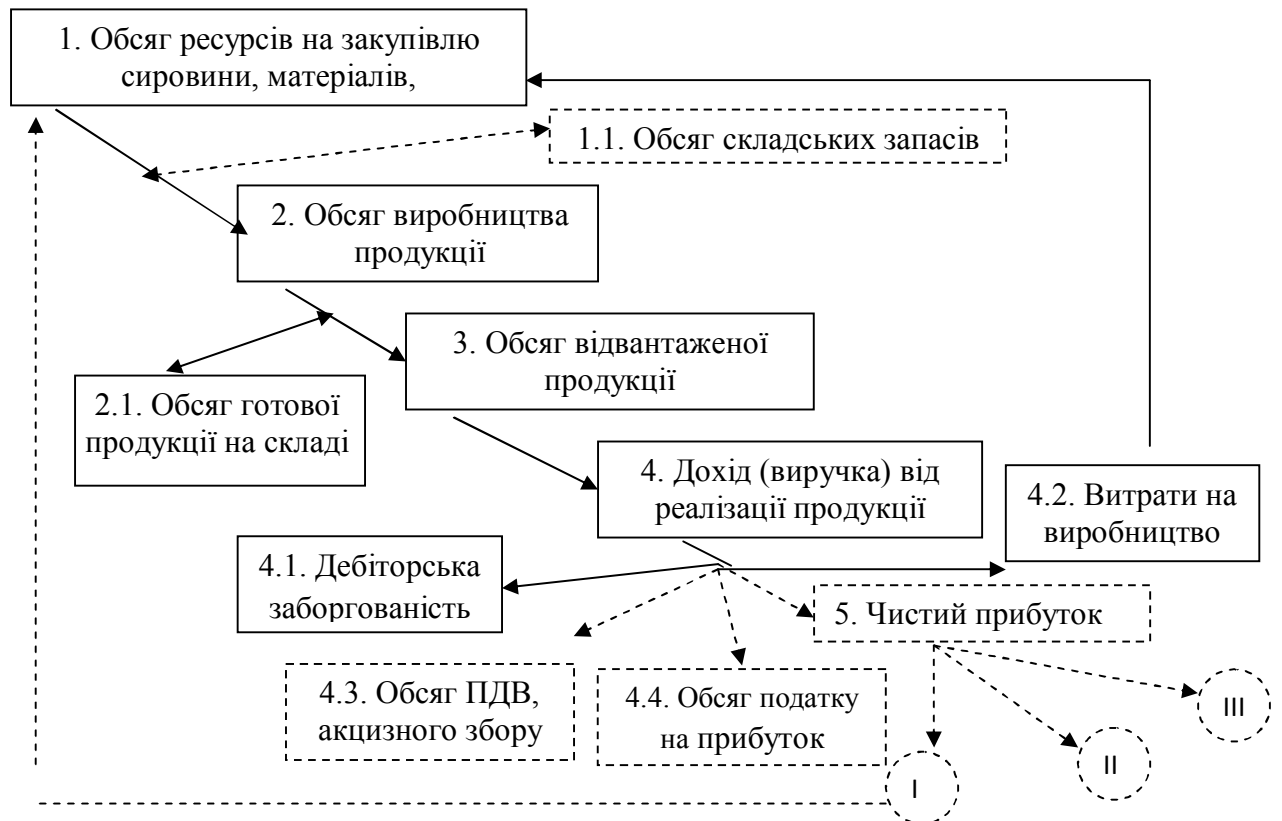 1. Обсяг ресурсів на закупівлю
сировини, матеріалів,
1.1. Обсяг складських запасів
2. Обсяг виробництва
продукції
3. Обсяг відвантаженої
продукції
2.1. Обсяг готової
продукції на складі
4. Дохід (виручка) від
реалізації продукції
4.2. Витрати на
виробництво
4.1. Дебіторська
заборгованість
5. Чистий прибуток
4.3. Обсяг ПДВ,
акцизного збору
4.4. Обсяг податку
на прибуток
III
II
I